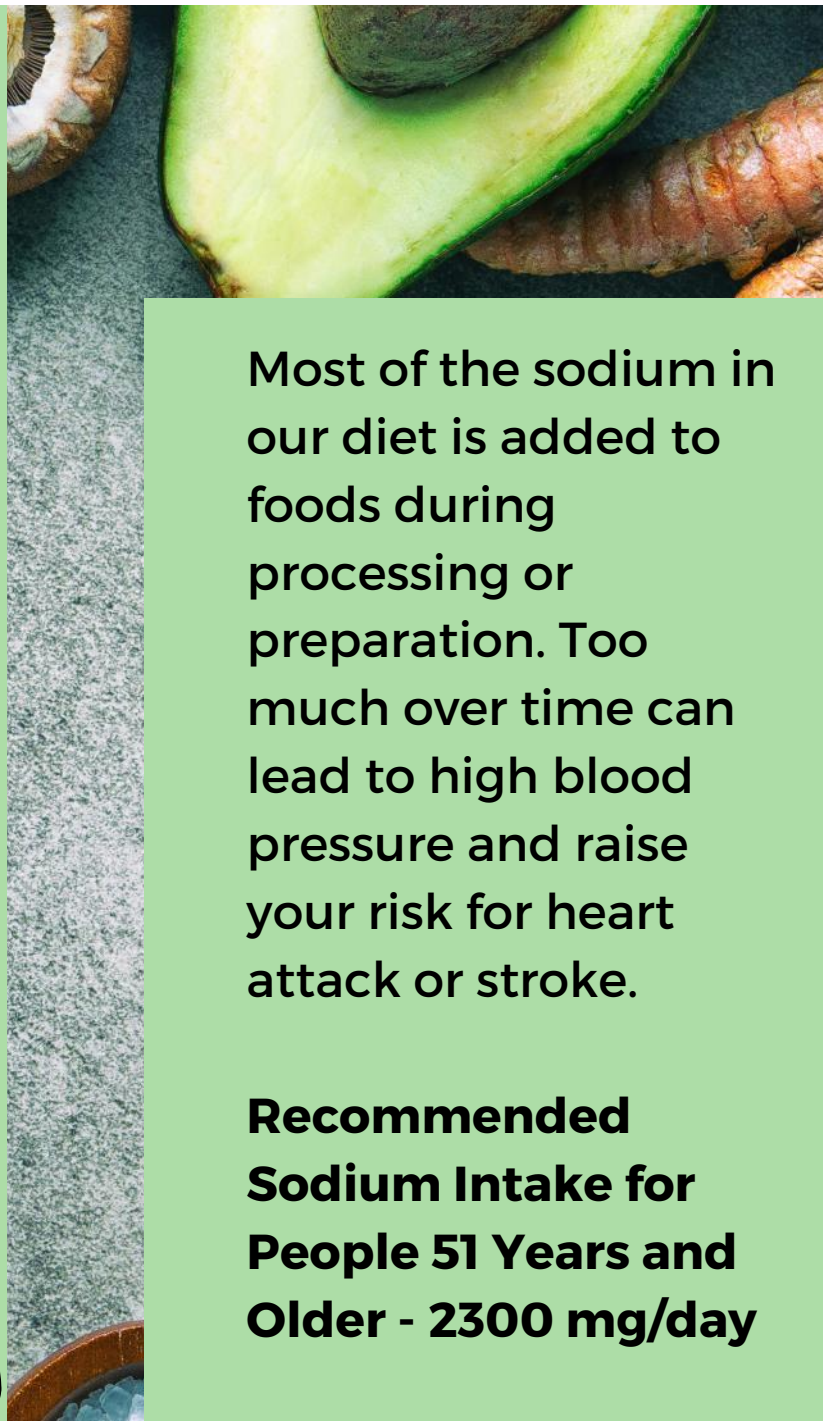 Most of the sodium in
our diet is added to
foods during
processing or
preparation. Too
much over time can
lead to high blood
pressure and raise
your risk for heart
attack or stroke.
Recommended
Sodium Intake for
People 51 Years and
Older - 2300 mg/day